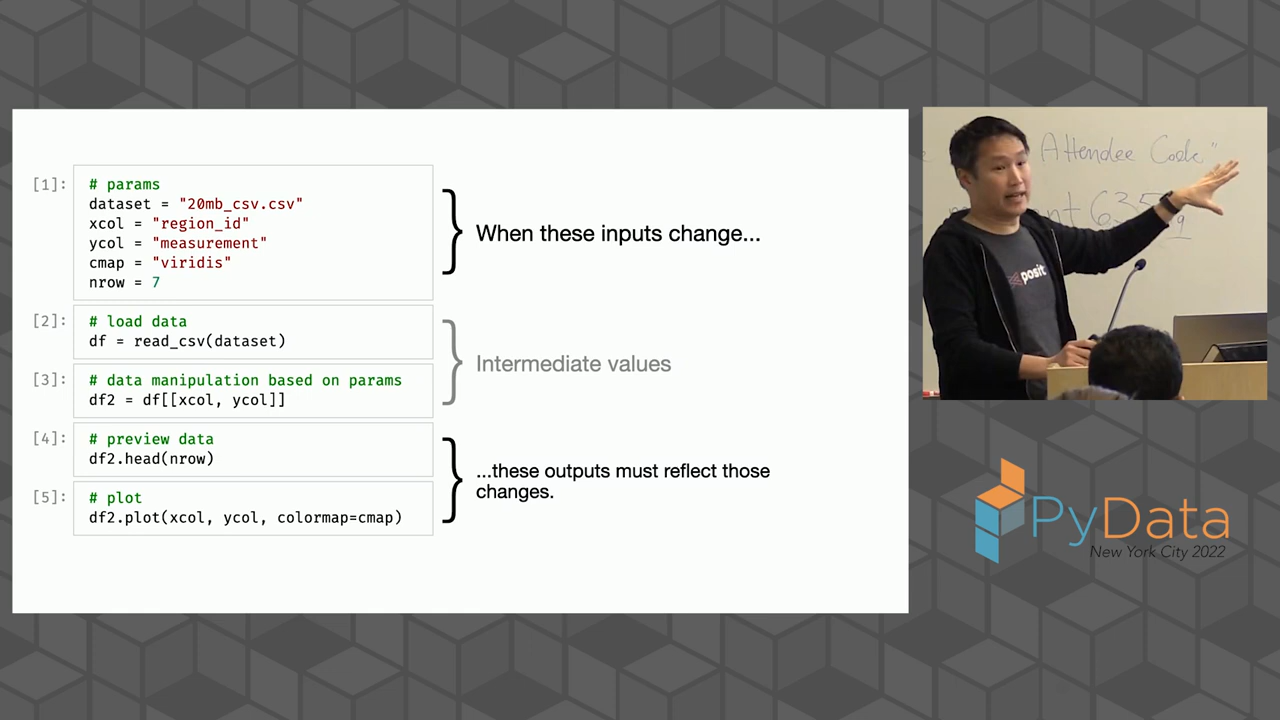 [1]:
# params
dataset = "20mb_csv.csv"
xcol = "region_id"
ycol = "measurement"
cmap = "viridis"
nrow = 7
When these inputs change...
[2]:
# load data
df = read_csv(dataset)
[3]:
# data manipulation based on params
df2 = df[[xcol, ycol]]
Intermediate values
[4]:
# preview data
df2.head(nrow)
[5]:
# plot
df2.plot(xcol, ycol, colormap=cmap)
...these outputs must reflect those
changes.
Attendee Code"
posit
PyData
New York City 2022